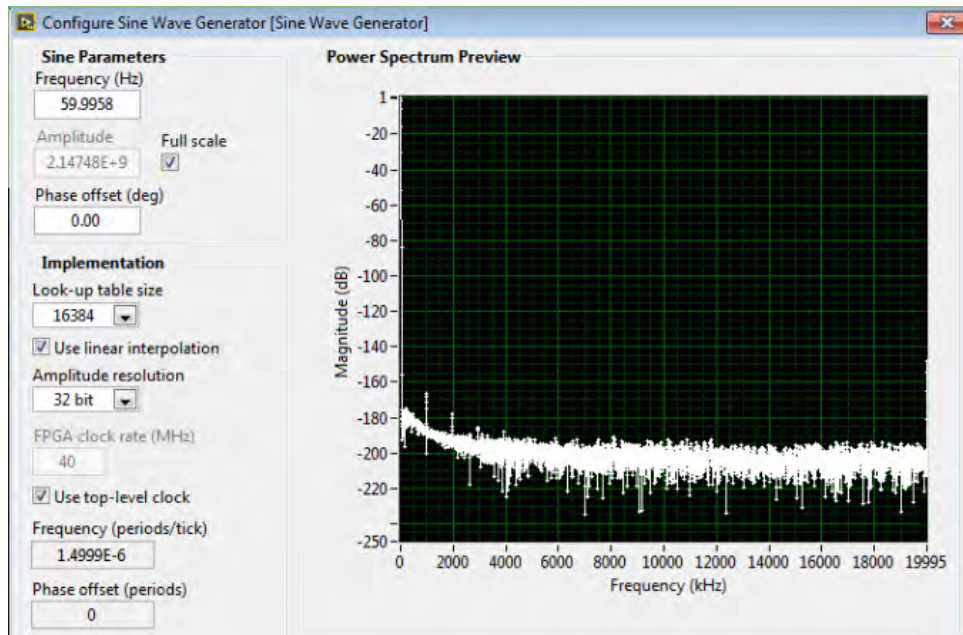 Configure Sine Wave Generator [Sine Wave Generator]
Sine Parameters
Frequency (Hz)
59.9958
Amplitude
Full scale
2.14748E+9
Phase offset (deg)
0.00
Implementation
Look-up table size
16384
Use linear interpolation
Amplitude resolution
32 bit
FPGA clock rate (MHz)
40
Use top-level clock
Frequency (periods/tick)
1.4999E-6
Phase offset (periods)
0
Power Spectrum Preview
Magnitude (dB)
1
-20
-40
-60
-80
-100
-120
-140
-160
-180
-200
-220
-250
0 2000 4000 6000 8000 10000 12000 14000 16000 18000 19995
Frequency (kHz)